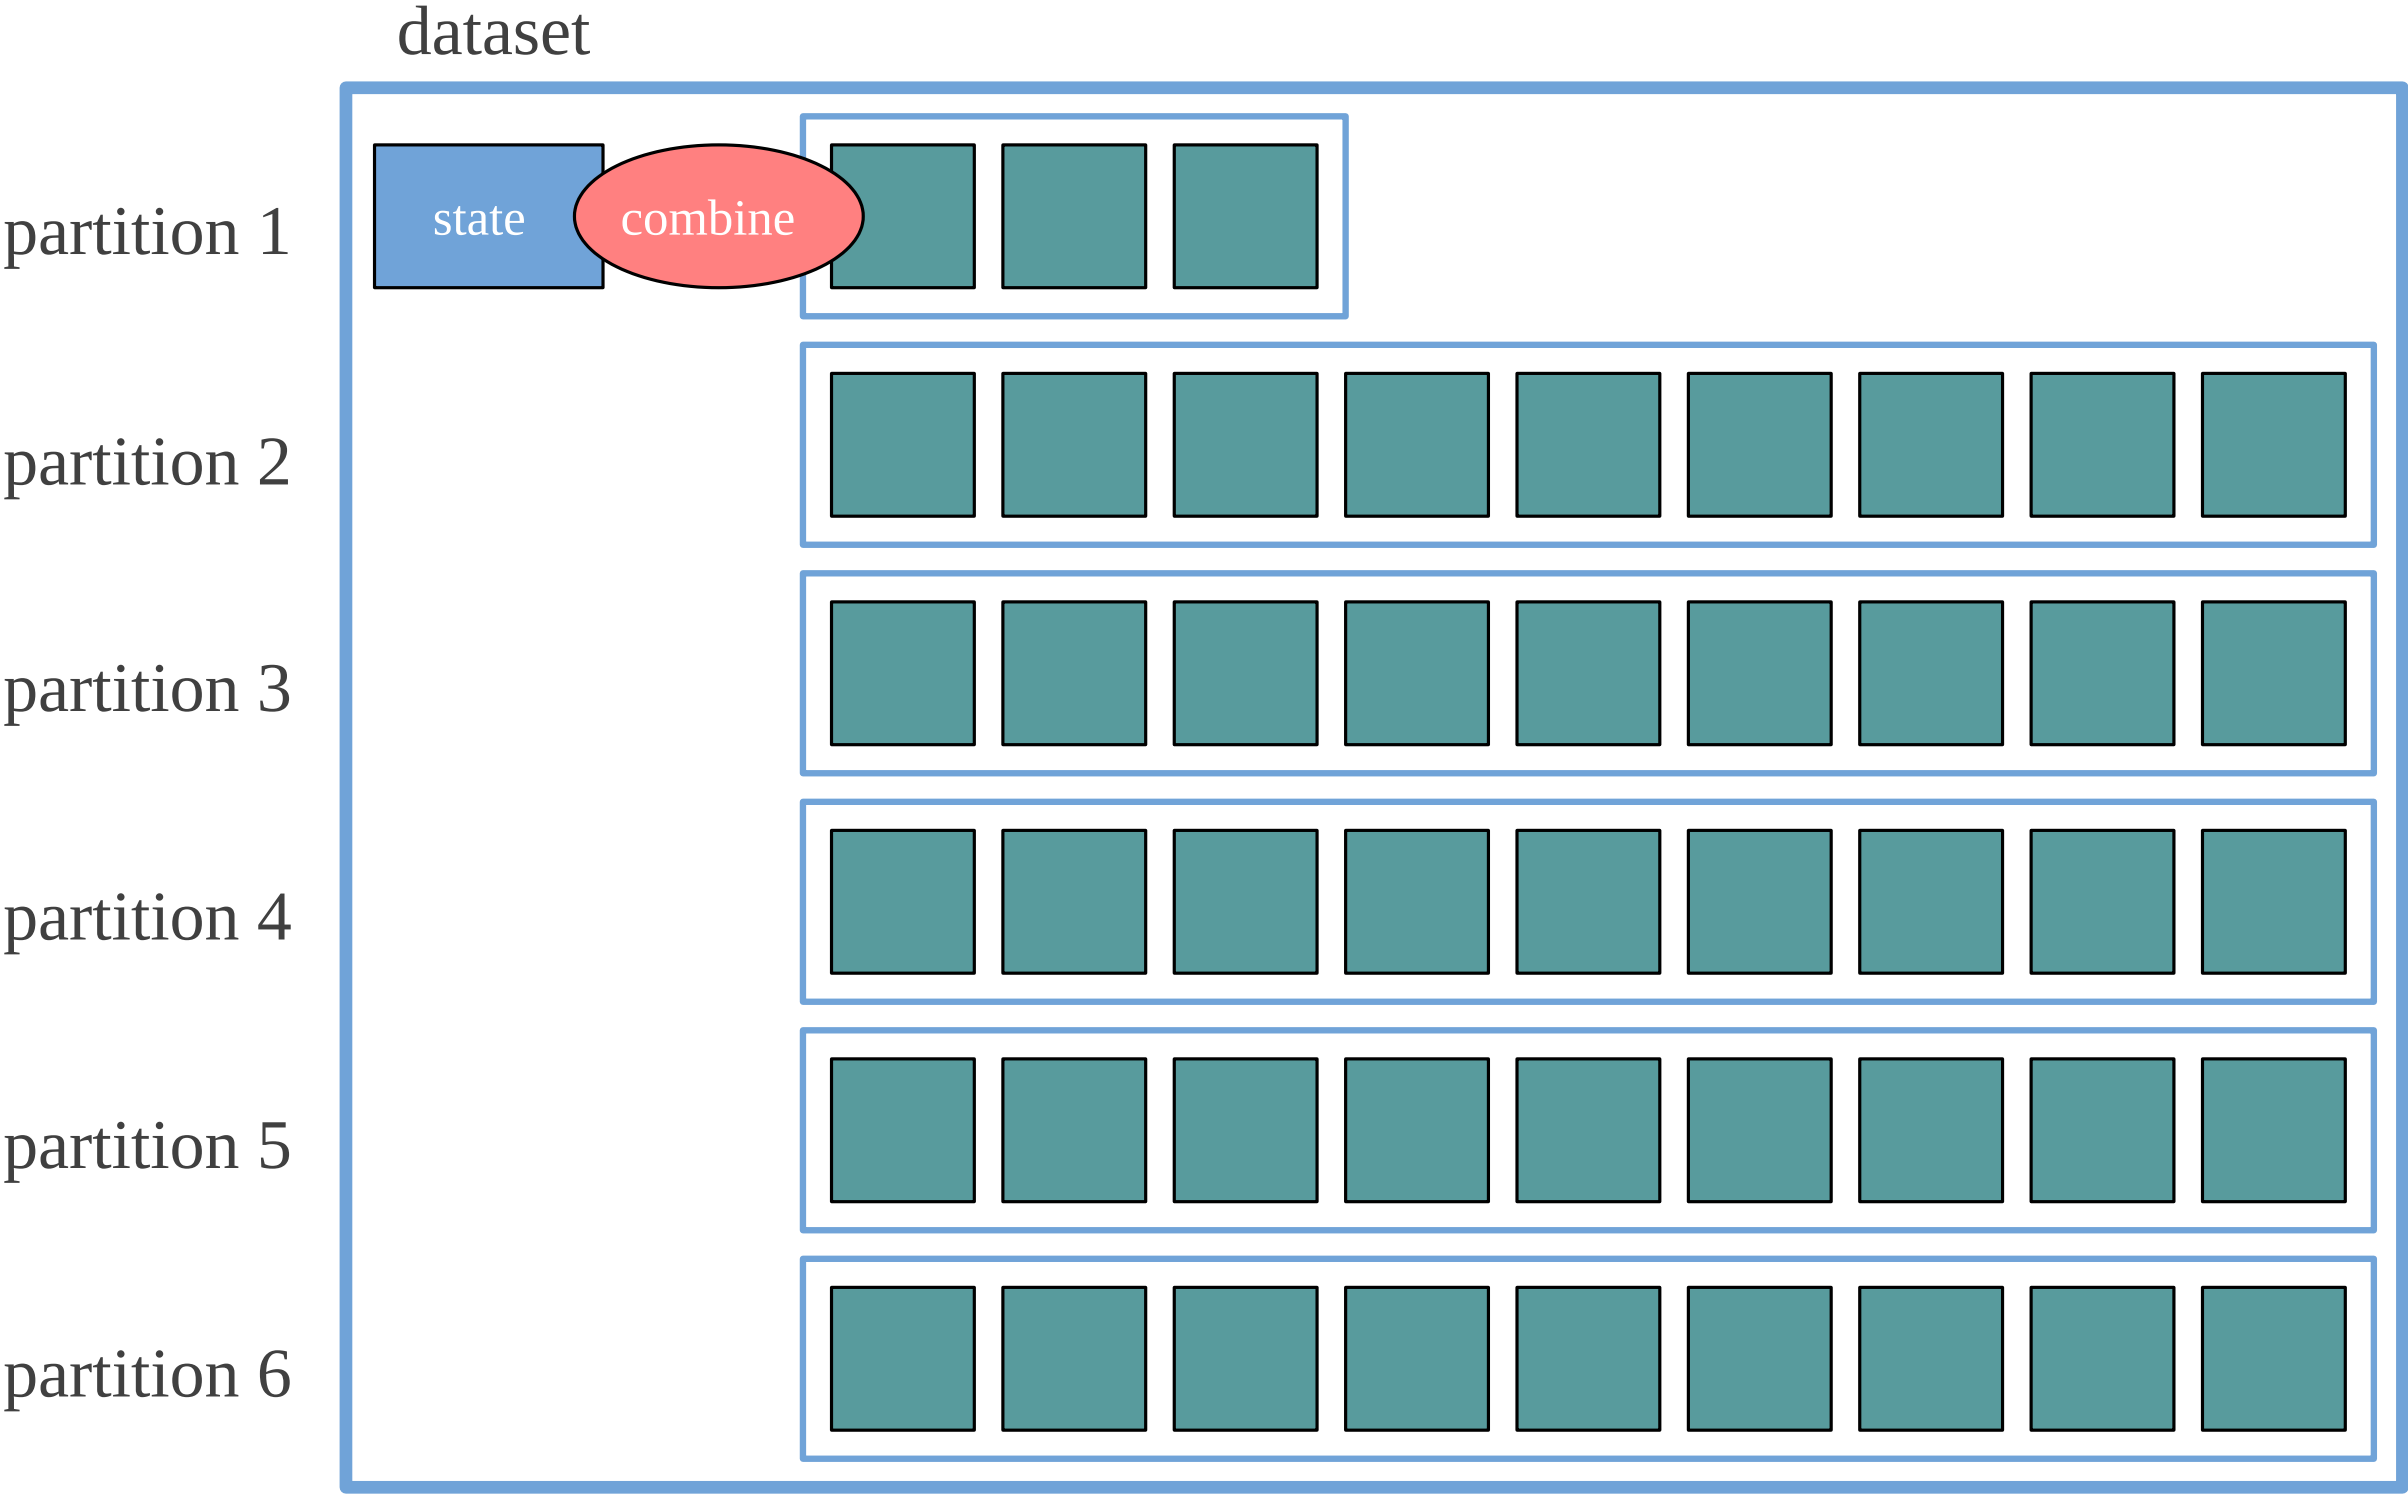 dataset
partition 1
state
combine
partition 2
partition 3
partition 4
partition 5
partition 6